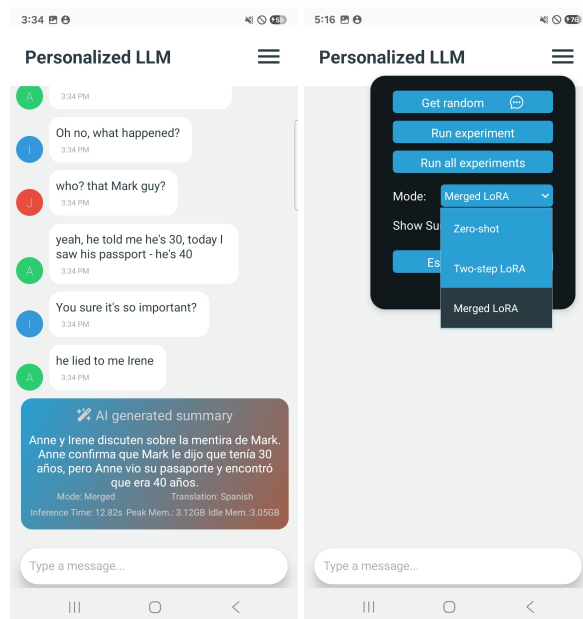 3:34
Personalized LLM
A
3:34 PM
Oh no, what happened?
I
3:34 PM
who? that Mark guy?
J
3:34 PM
yeah, he told me he's 30, today I
saw his passport - he's 40
A
3:34 PM
You sure it's so important?
I
3:34 PM
he lied to me Irene
A
3:34 PM
AI generated summary
Anne y Irene discuten sobre la mentira de Mark.
Anne confirma que Mark le dijo que tenía 30
años, pero Anne vio su pasaporte y encontró
que era 40 años.
Mode: Merged Translation: Spanish
Inference Time: 12.82s Peak Mem.: 3.12GB Idle Mem.:3.05GB
Type a message...
5:16
76
Personalized LLM
Get random
Run experiment
Run all experiments
Mode: Merged LoRA
Show Su
Zero-shot
Es
Two-step LoRA
Merged LoRA
Type a message...